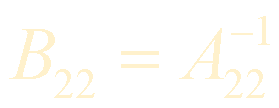 B₂₂ = A₂₂⁻¹